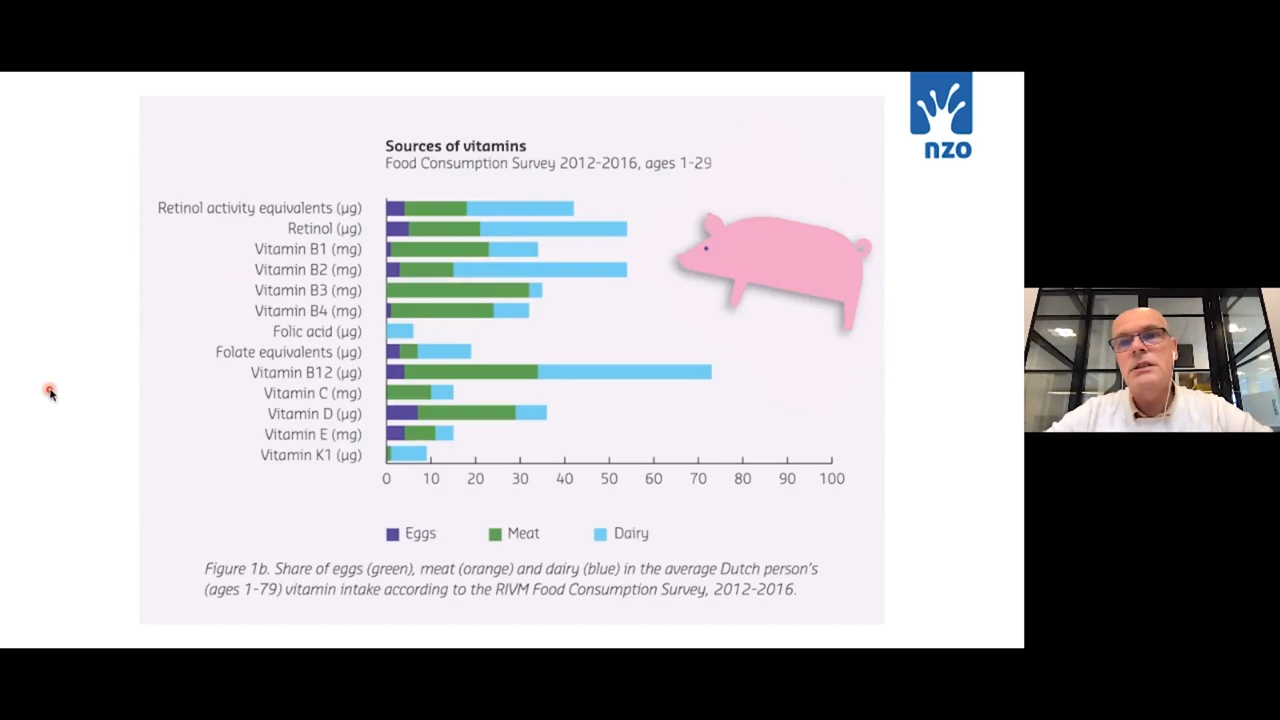 nzo
Sources of vitamins
Food Consumption Survey 2012-2016, ages 1-29
Retinol activity equivalents (µg)
Retinol (µg)
Vitamin B1 (mg)
Vitamin B2 (mg)
Vitamin B3 (mg)
Vitamin B4 (mg)
Folic acid (µg)
Folate equivalents (µg)
Vitamin B12 (µg)
Vitamin C (mg)
Vitamin D (µg)
Vitamin E (mg)
Vitamin K1 (µg)
0 10 20 30 40 50 60 70 80 90 100
Eggs Meat Dairy
Figure 1b. Share of eggs (green), meat (orange) and dairy (blue) in the average Dutch person's
(ages 1-79) vitamin intake according to the RIVM Food Consumption Survey, 2012-2016.